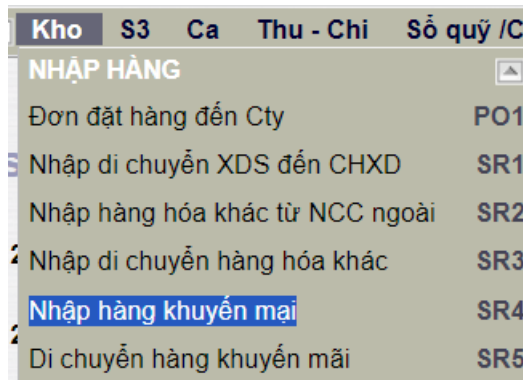 Kho S3 Ca Thu - Chi Sổ quỹ /C
NHẬP HÀNG
Đơn đặt hàng đến Cty PO1
Nhập di chuyển XDS đến CHXD SR1
Nhập hàng hóa khác từ NCC ngoài SR2
Nhập di chuyển hàng hóa khác SR3
Nhập hàng khuyến mại SR4
Di chuyển hàng khuyến mãi SR5